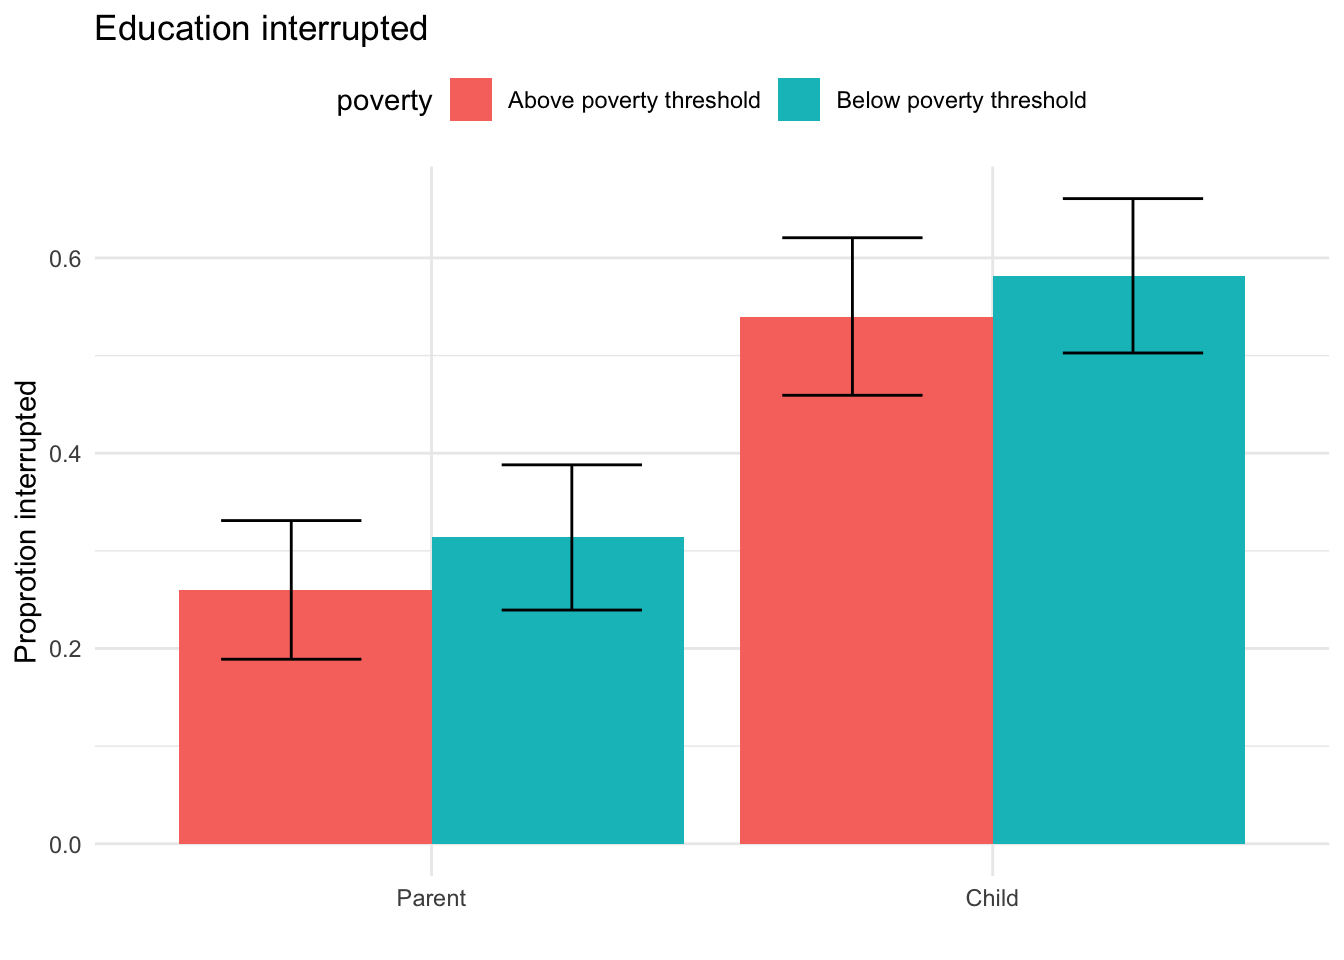 Education interrupted
poverty Above poverty threshold Below poverty threshold
Proprotion interrupted
0.6
0.4
0.2
0.0
Parent Child